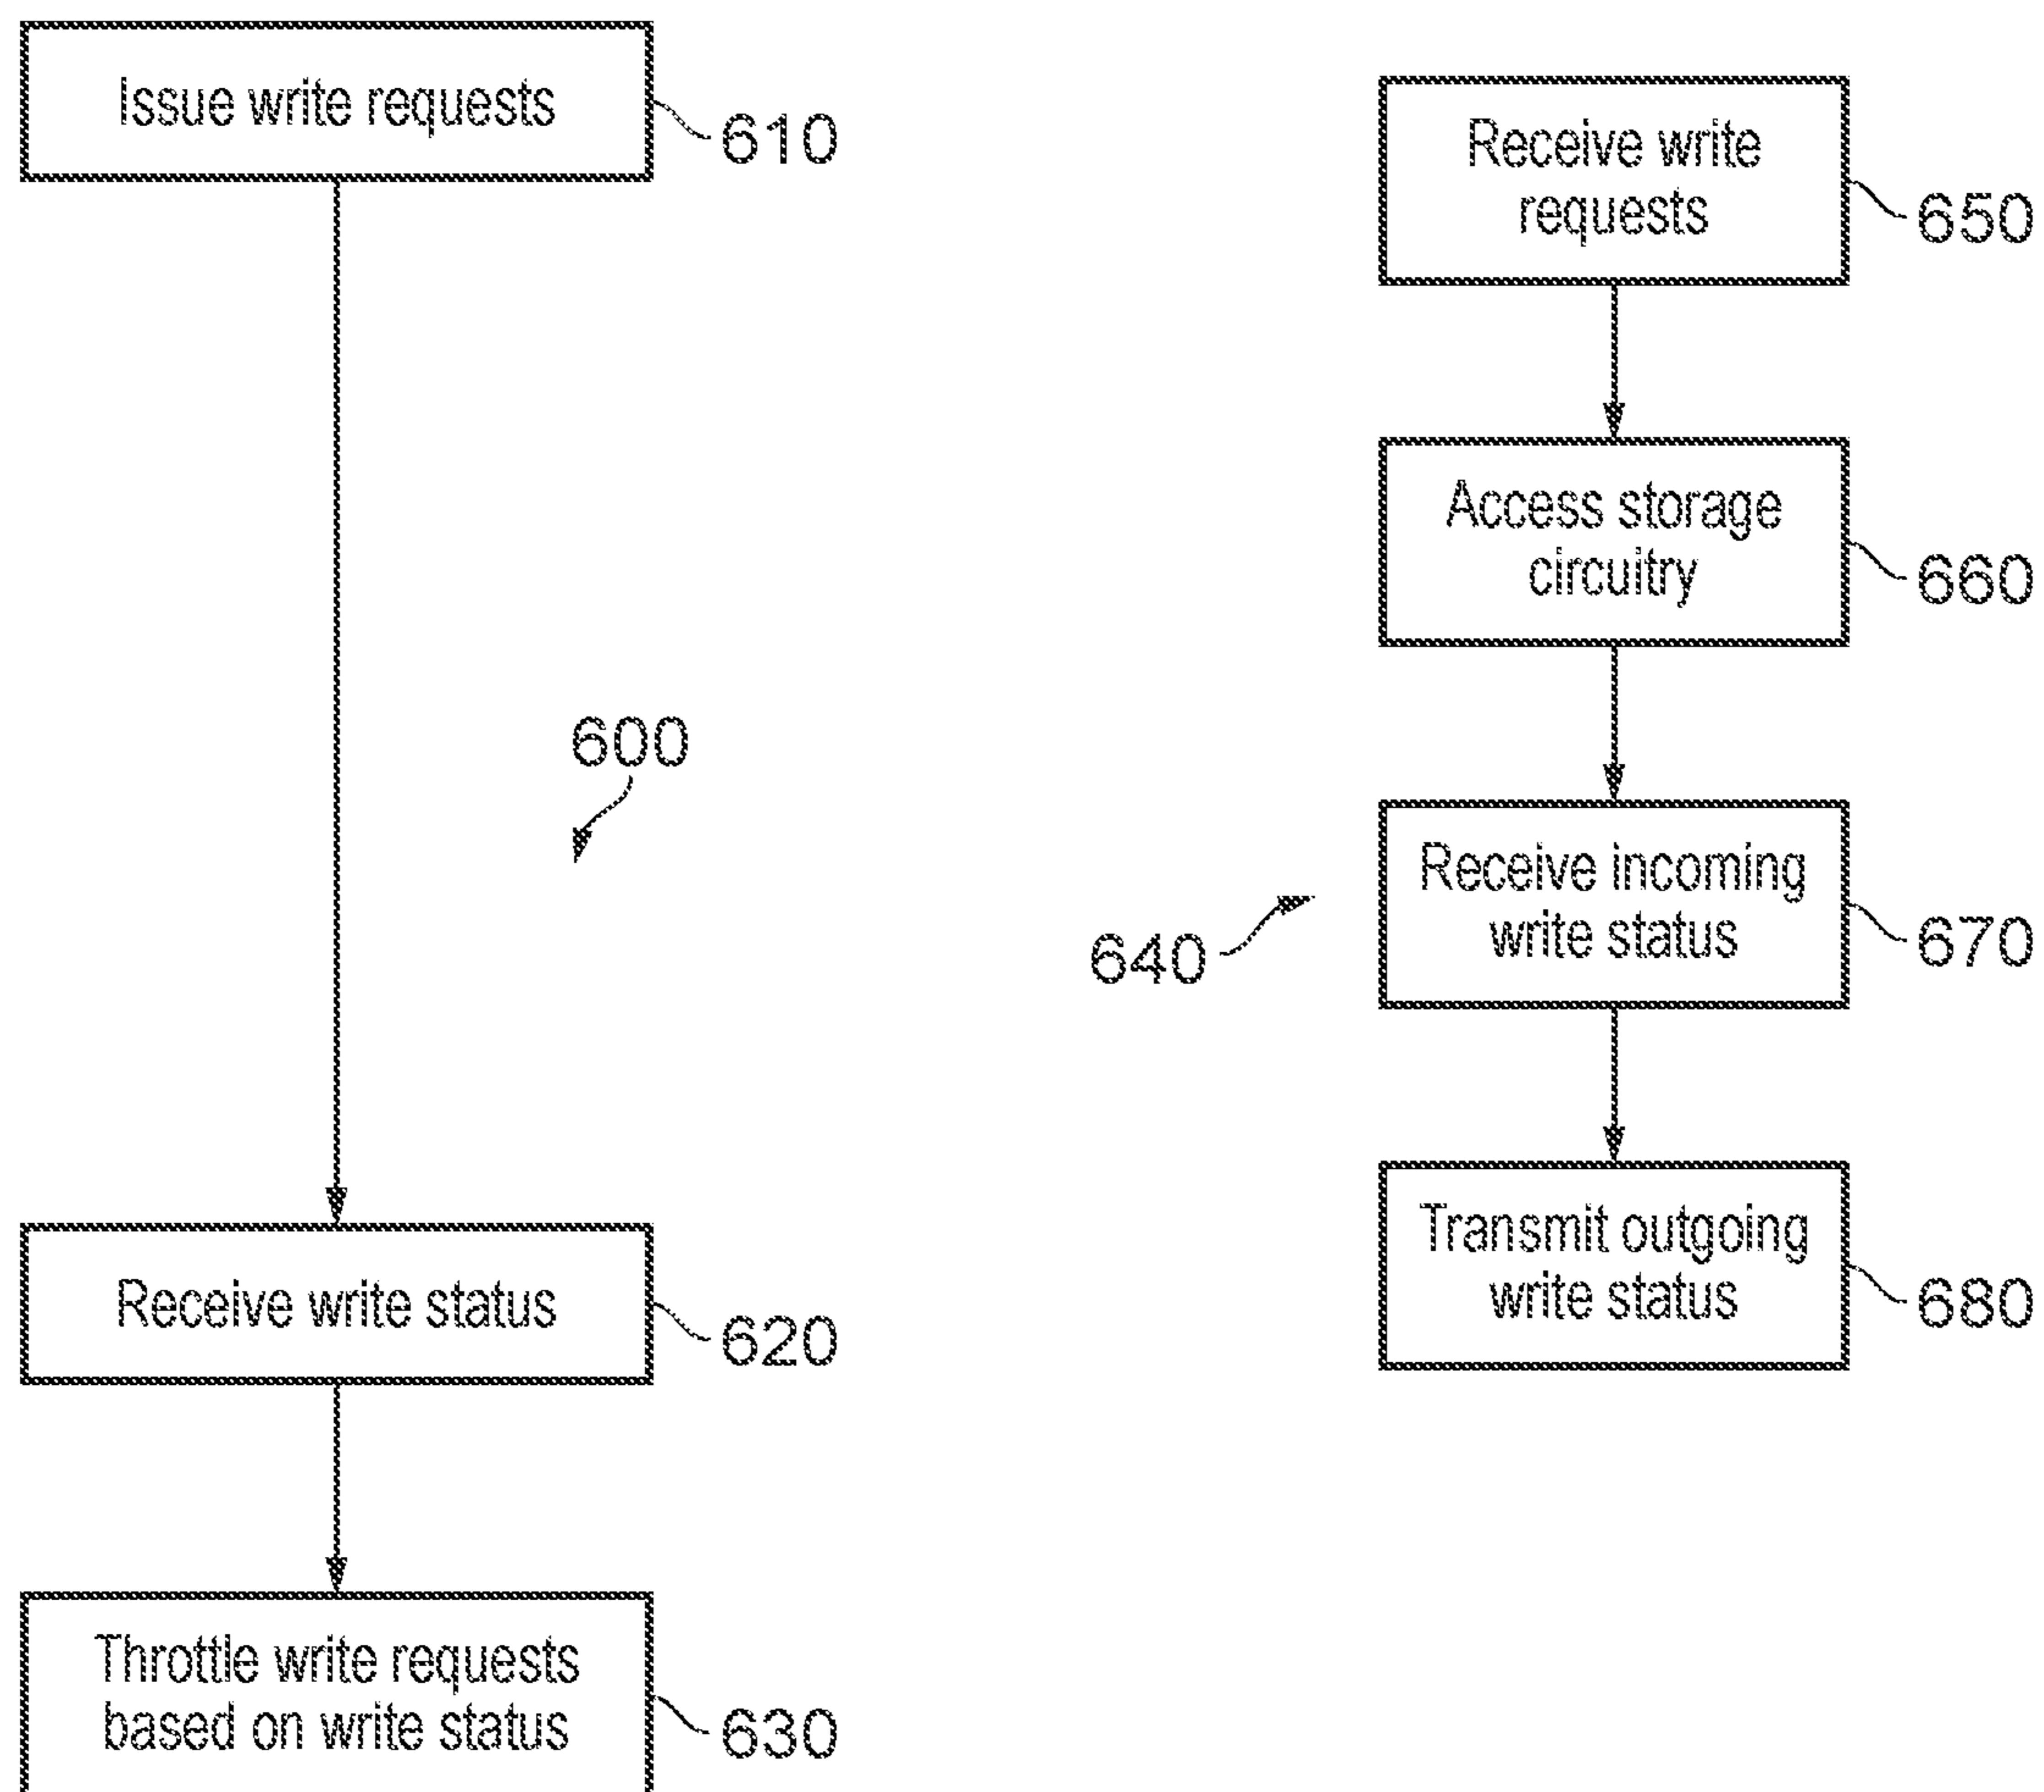 Issue write requests
610
600
Receive write status
620
Throttle write requests
based on write status
630
Receive write
requests
650
Access storage
circuitry
660
640
Receive incoming
write status
670
Transmit outgoing
write status
680